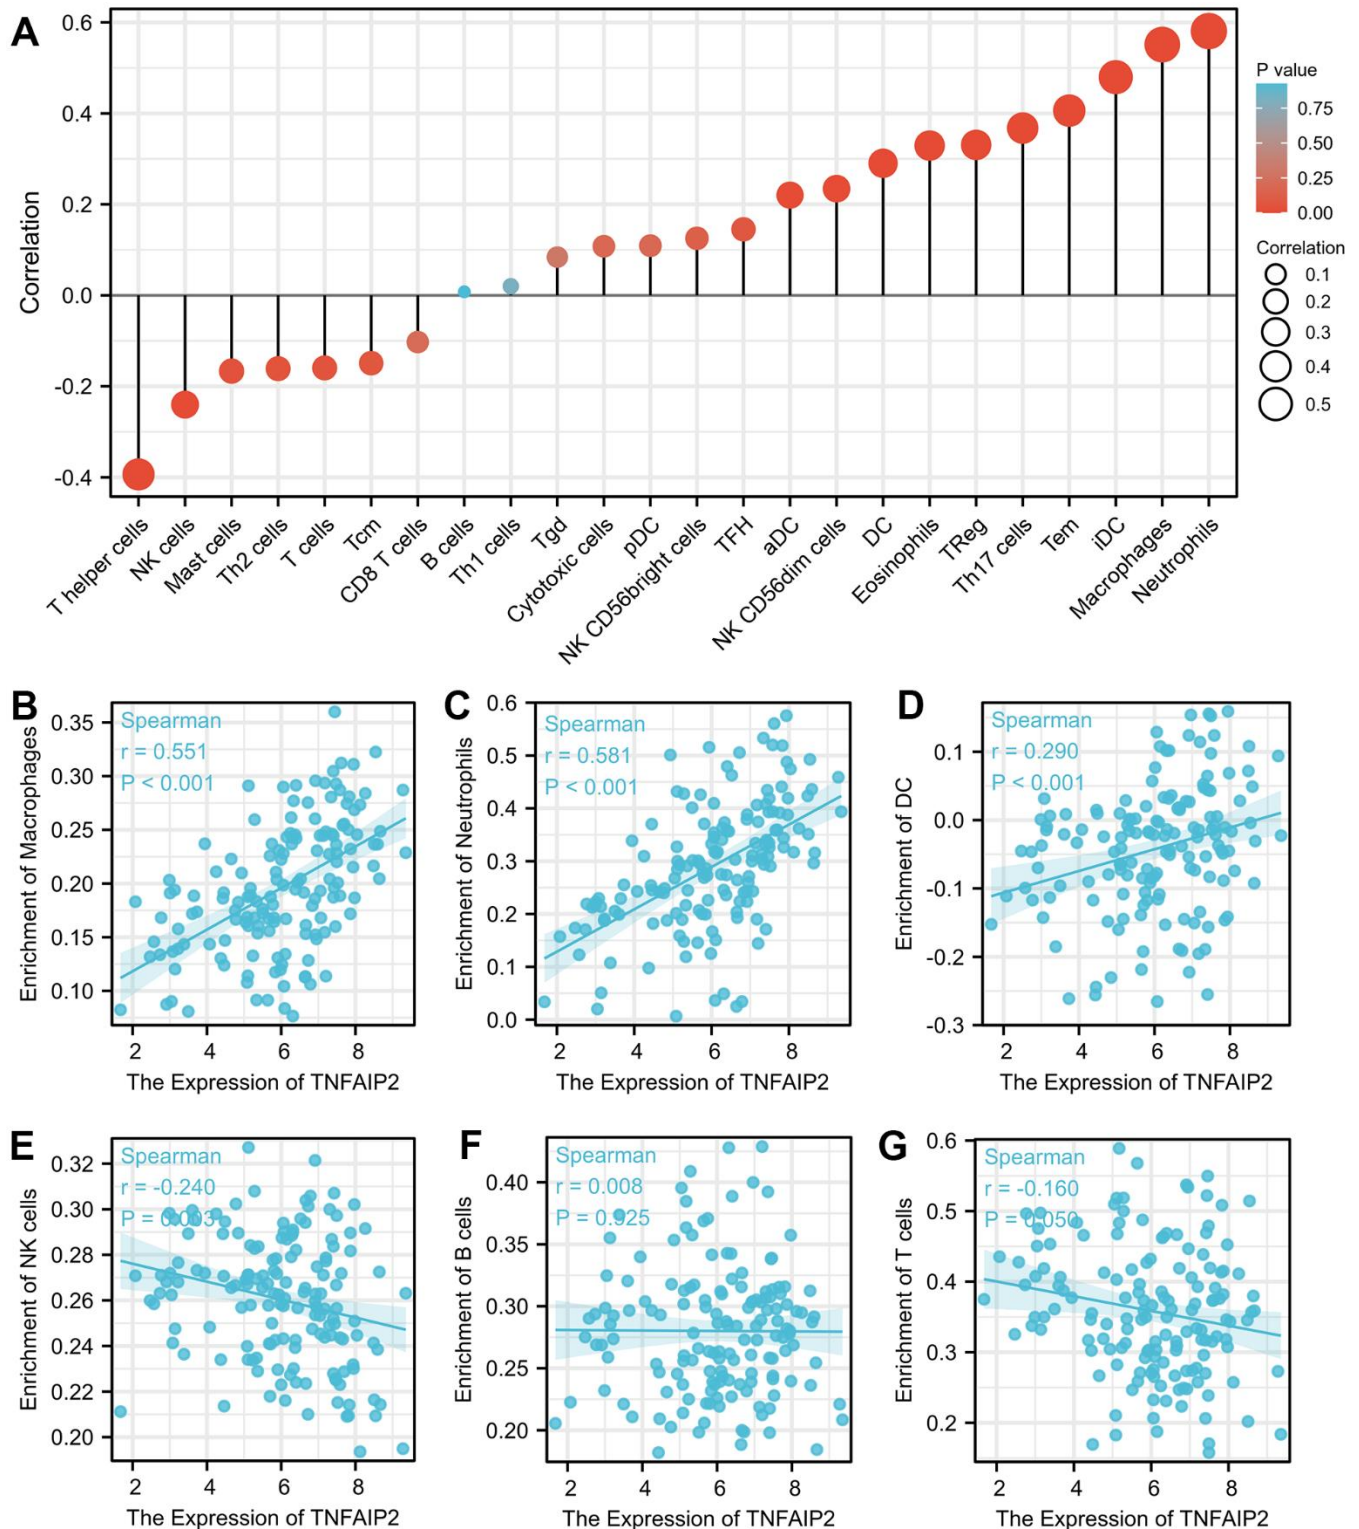 A
0.6
0.4
0.2
0.0
-0.2
-0.4
Correlation
T helper cells
NK cells
Mast cells
Th2 cells
T cells
Tcm
CD8 T cells
B cells
Th1 cells
Tgd
Cytotoxic cells
pDC
NK CD56bright cells
TFH
aDC
NK CD56dim cells
DC
Eosinophils
TReg
Th17 cells
Tem
iDC
Macrophages
Neutrophils
P value
0.75
0.50
0.25
0.00
Correlation
0.1
0.2
0.3
0.4
0.5
B
Spearman
r = 0.551
P < 0.001
0.35
0.30
0.25
0.20
0.15
0.10
Enrichment of Macrophages
2 4 6 8
The Expression of TNFAIP2
C
Spearman
r = 0.581
P < 0.001
0.6
0.5
0.4
0.3
0.2
0.1
0.0
Enrichment of Neutrophils
2 4 6 8
The Expression of TNFAIP2
D
Spearman
r = 0.290
P < 0.001
0.1
0.0
-0.1
-0.2
-0.3
Enrichment of DC
2 4 6 8
The Expression of TNFAIP2
E
Spearman
r = -0.240
P = 0.003
0.32
0.30
0.28
0.26
0.24
0.22
0.20
Enrichment of NK cells
2 4 6 8
The Expression of TNFAIP2
F
Spearman
r = 0.008
P = 0.925
0.40
0.35
0.30
0.25
0.20
Enrichment of B cells
2 4 6 8
The Expression of TNFAIP2
G
Spearman
r = -0.160
P = 0.050
0.6
0.5
0.4
0.3
0.2
Enrichment of T cells
2 4 6 8
The Expression of TNFAIP2